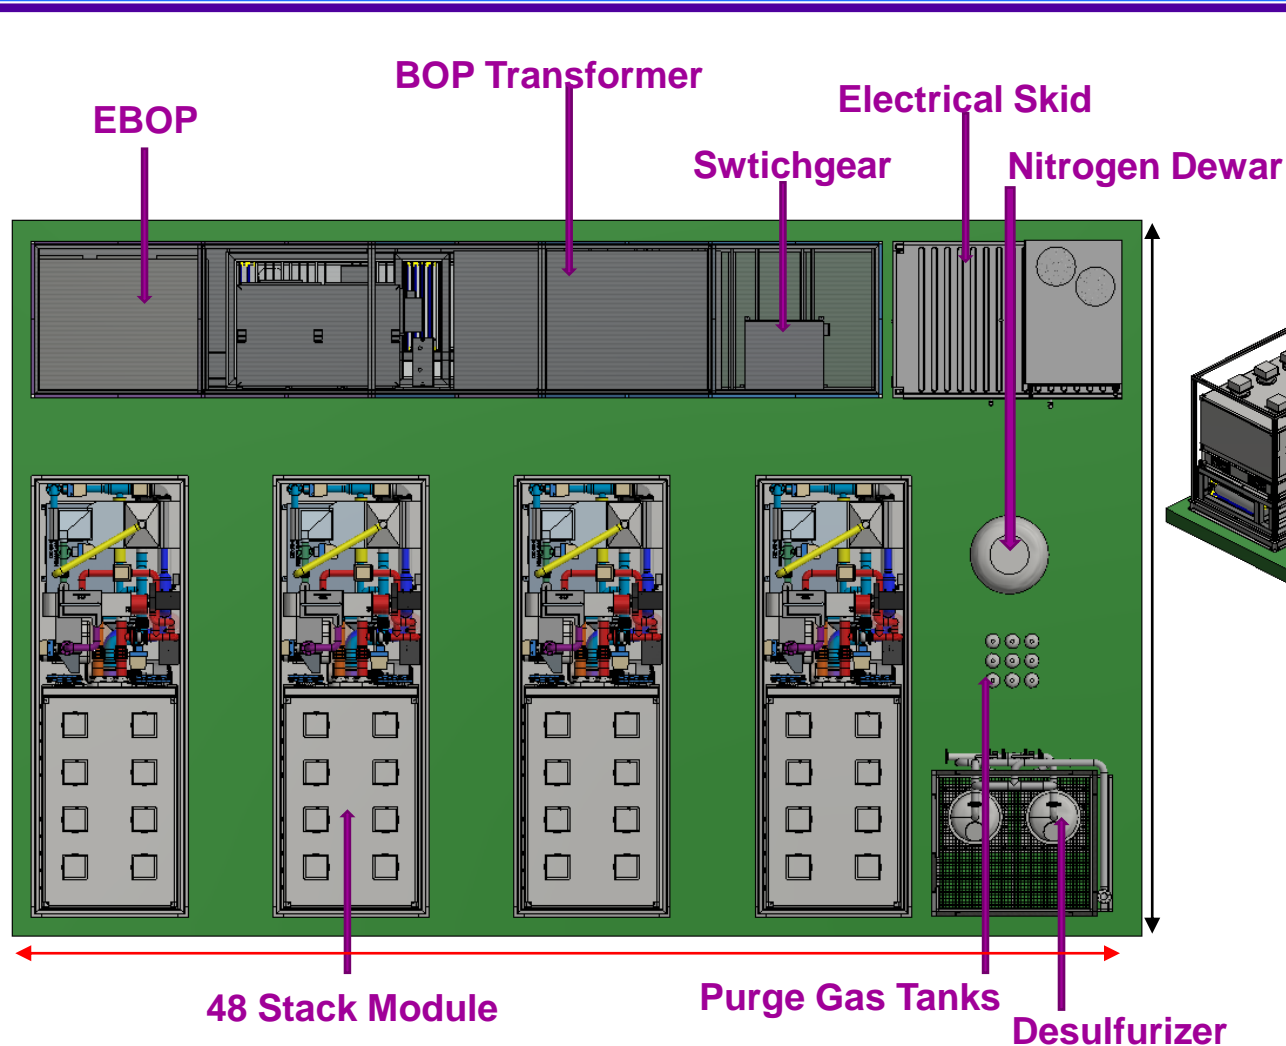 BOP Transformer
Electrical Skid
EBOP
Swtichgear
Nitrogen Dewar
48 Stack Module
Purge Gas Tanks
Desulfurizer